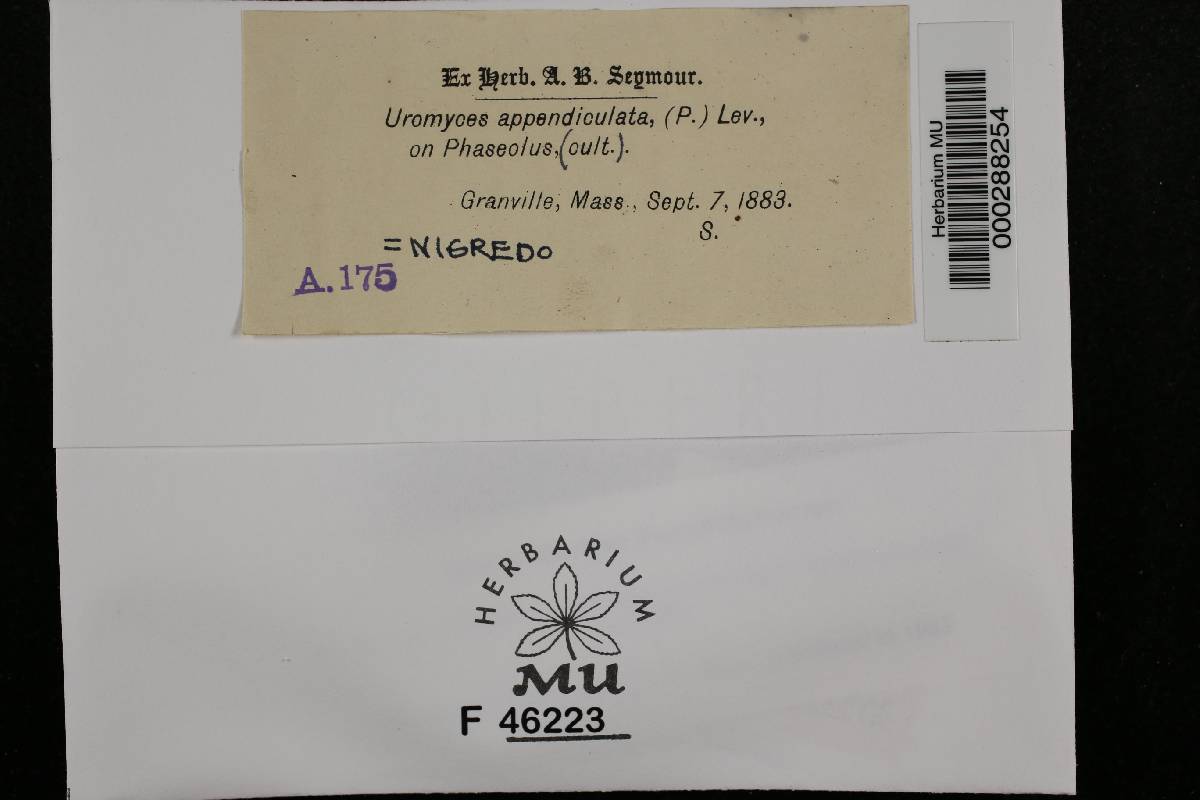 Ex Herb. A. B. Seymour.
Uromyces appendiculata, (P.) Lev.,
on Phaseolus, (cult.).
Granville, Mass., Sept. 7, 1883.
S.
= NIGREDO
A. 175
Herbarium MU
000288254
HERBARIUM
MU
F 46223